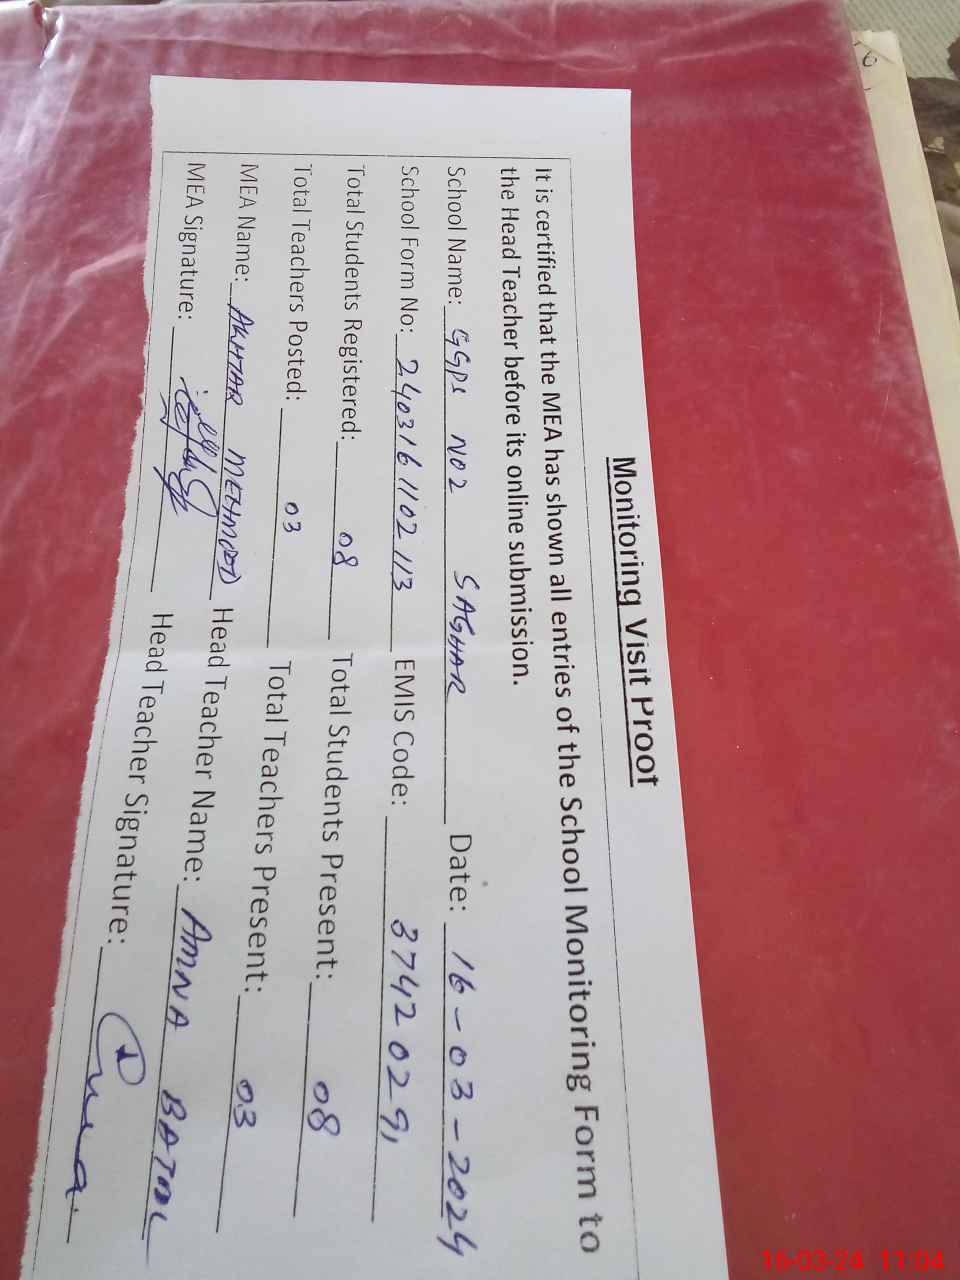 Monitoring Visit Proof
It is certified that the MEA has shown all entries of the School Monitoring Form to
the Head Teacher before its online submission.
School Name: GGPS NO2 SAGHAR Date: 16-03-2024
School Form No: 240316 1102 113 EMIS Code: 3742 029,
Total Students Registered: 08 Total Students Present: 08
Total Teachers Posted: 03 Total Teachers Present: 03
MEA Name: AKHTAR MEHMOOD Head Teacher Name: AMNA BATOOL
MEA Signature: Head Teacher Signature:
16-03-24 11:04